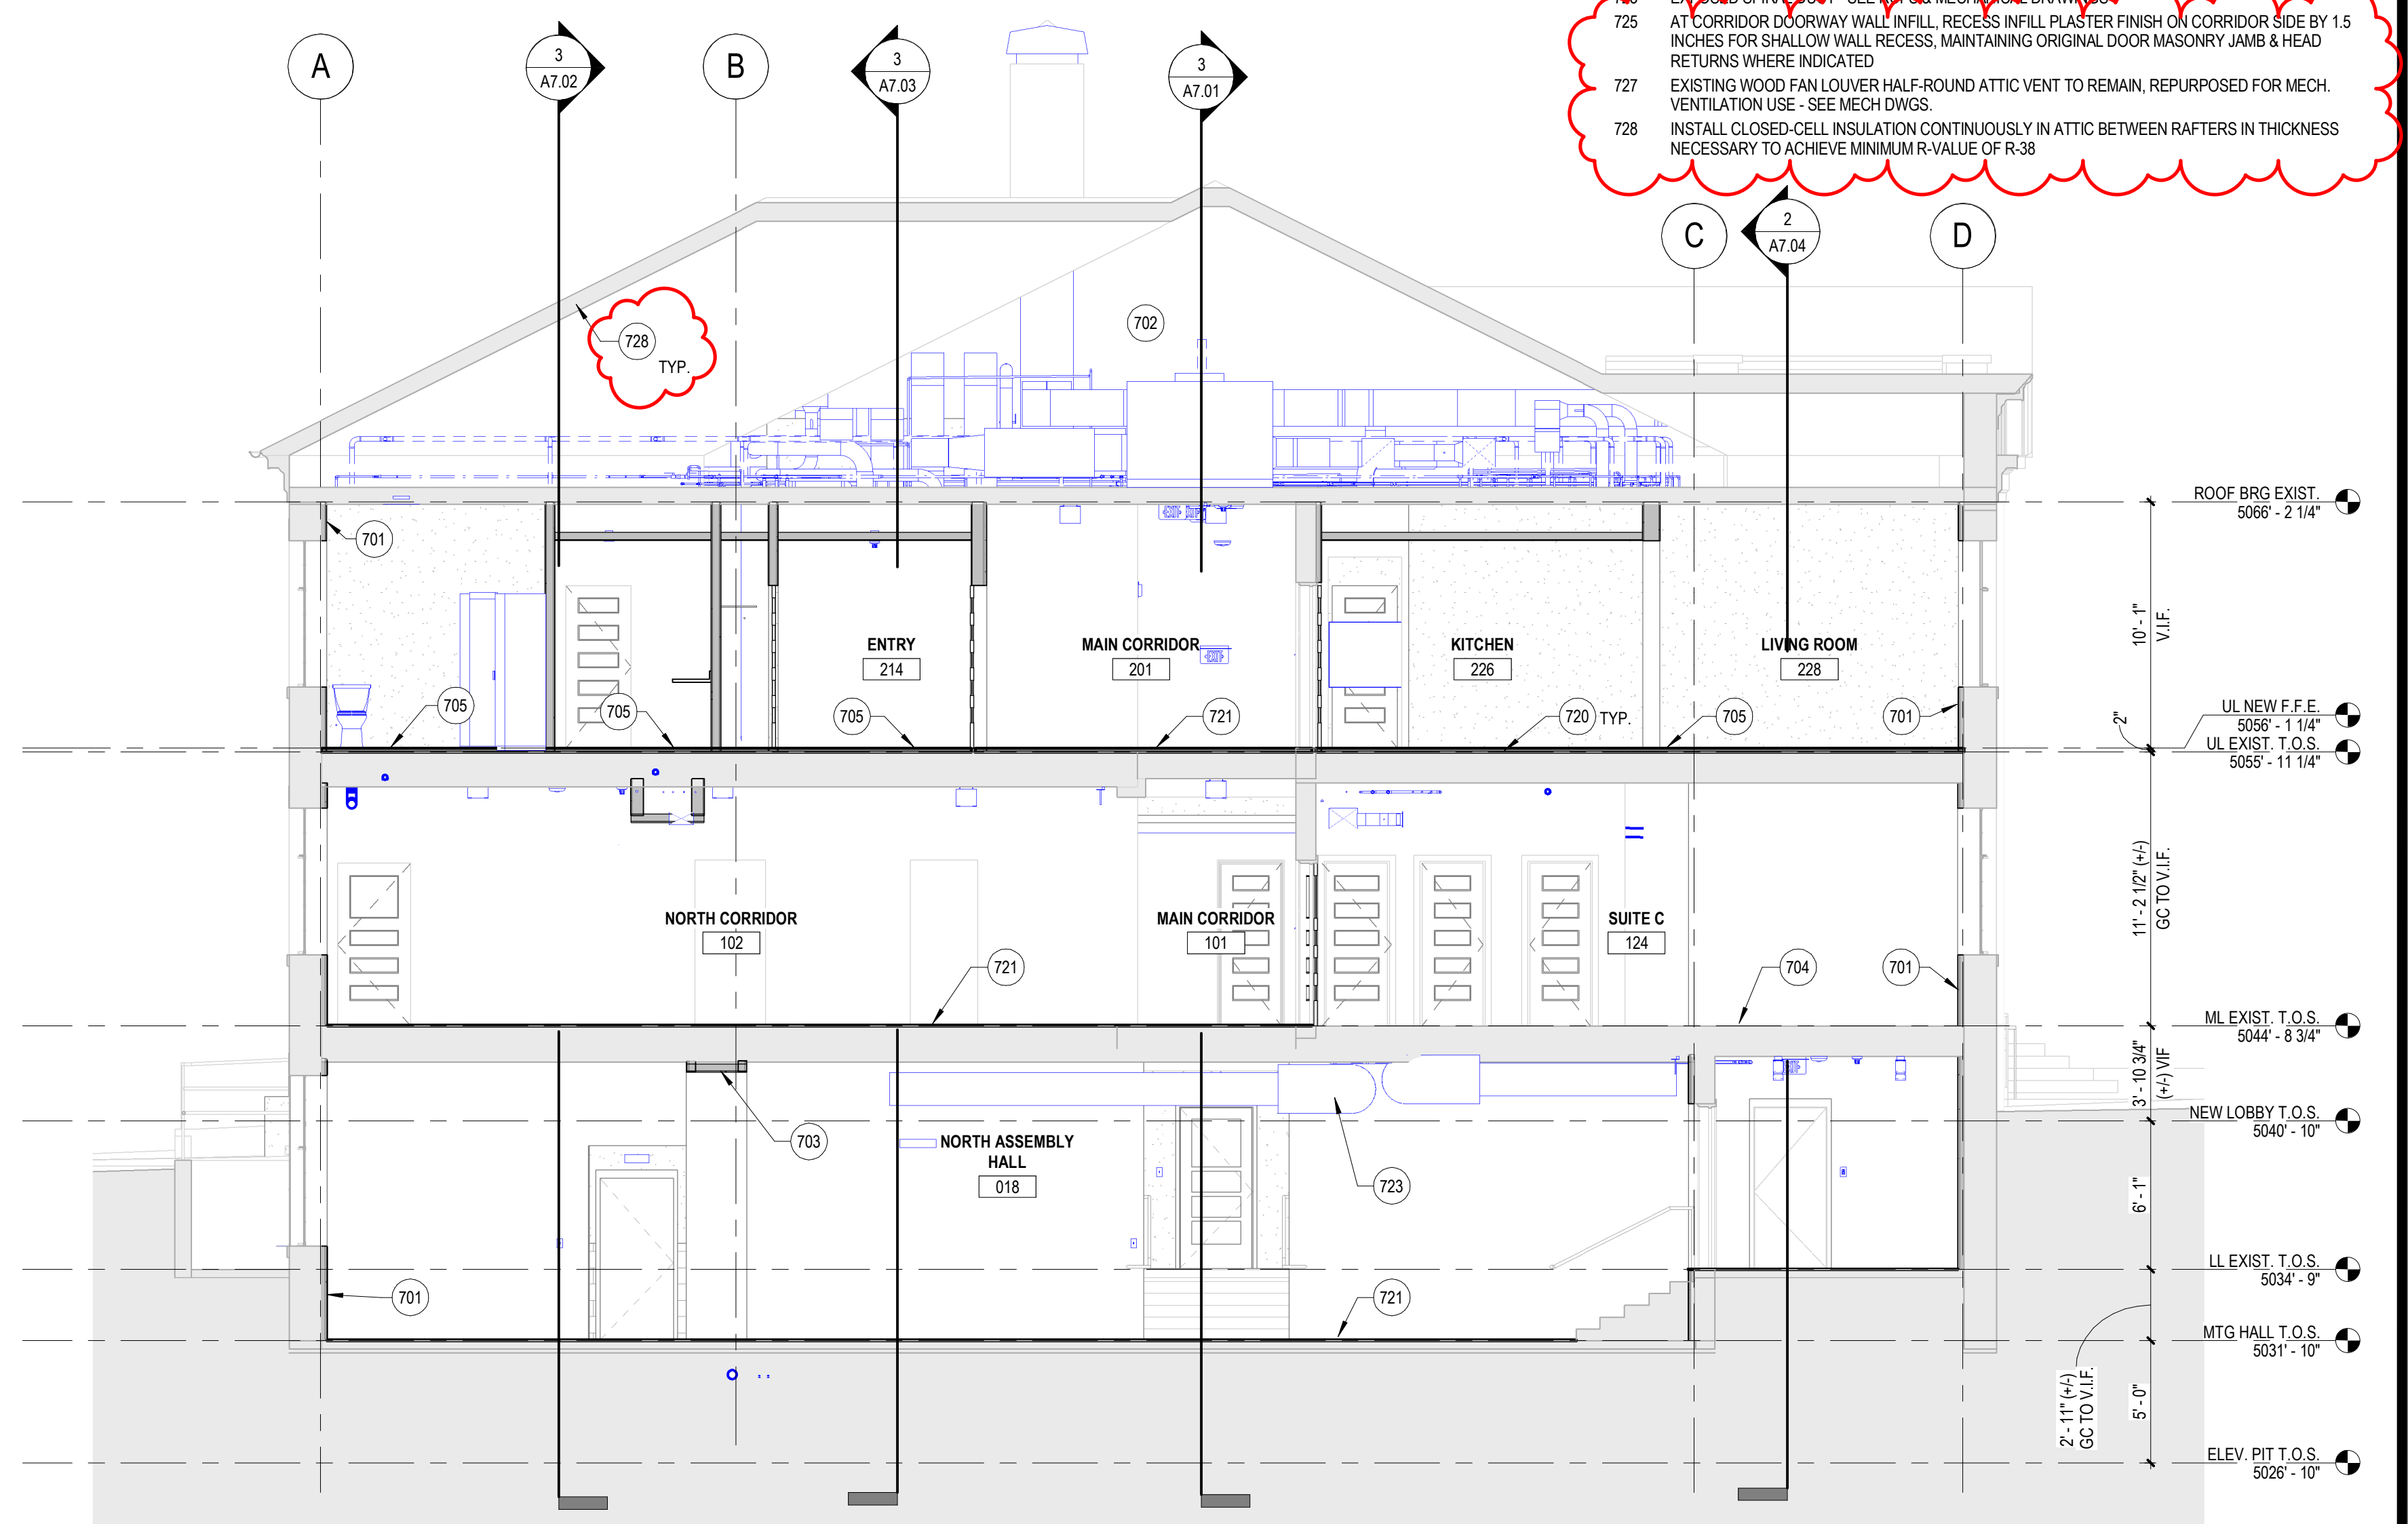 725 AT CORRIDOR DOORWAY WALL INFILL, RECESS INFILL PLASTER FINISH ON CORRIDOR SIDE BY 1.5
INCHES FOR SHALLOW WALL RECESS, MAINTAINING ORIGINAL DOOR MASONRY JAMB & HEAD
RETURNS WHERE INDICATED
727 EXISTING WOOD FAN LOUVER HALF-ROUND ATTIC VENT TO REMAIN, REPURPOSED FOR MECH.
VENTILATION USE - SEE MECH DWGS.
728 INSTALL CLOSED-CELL INSULATION CONTINUOUSLY IN ATTIC BETWEEN RAFTERS IN THICKNESS
NECESSARY TO ACHIEVE MINIMUM R-VALUE OF R-38
A
3
A7.02
B
3
A7.03
3
A7.01
C
2
A7.04
D
728
TYP.
702
ROOF BRG EXIST.
5066' - 2 1/4"
701
EXIT
10' - 1"
V.I.F.
ENTRY
214
MAIN CORRIDOR
201
EXIT
KITCHEN
226
LIVING ROOM
228
705
705
705
721
720 TYP.
705
701
2"
UL NEW F.F.E.
5056' - 1 1/4"
UL EXIST. T.O.S.
5055' - 11 1/4"
11' - 2 1/2" (+/-)
GC TO V.I.F.
NORTH CORRIDOR
102
MAIN CORRIDOR
101
SUITE C
124
721
704
701
ML EXIST. T.O.S.
5044' - 8 3/4"
3' - 10 3/4"
(+/-) VIF
EXIT
703
NORTH ASSEMBLY
HALL
018
723
NEW LOBBY T.O.S.
5040' - 10"
6' - 1"
LL EXIST. T.O.S.
5034' - 9"
701
721
MTG HALL T.O.S.
5031' - 10"
2' - 11" (+/-)
GC TO V.I.F.
5' - 0"
ELEV. PIT T.O.S.
5026' - 10"